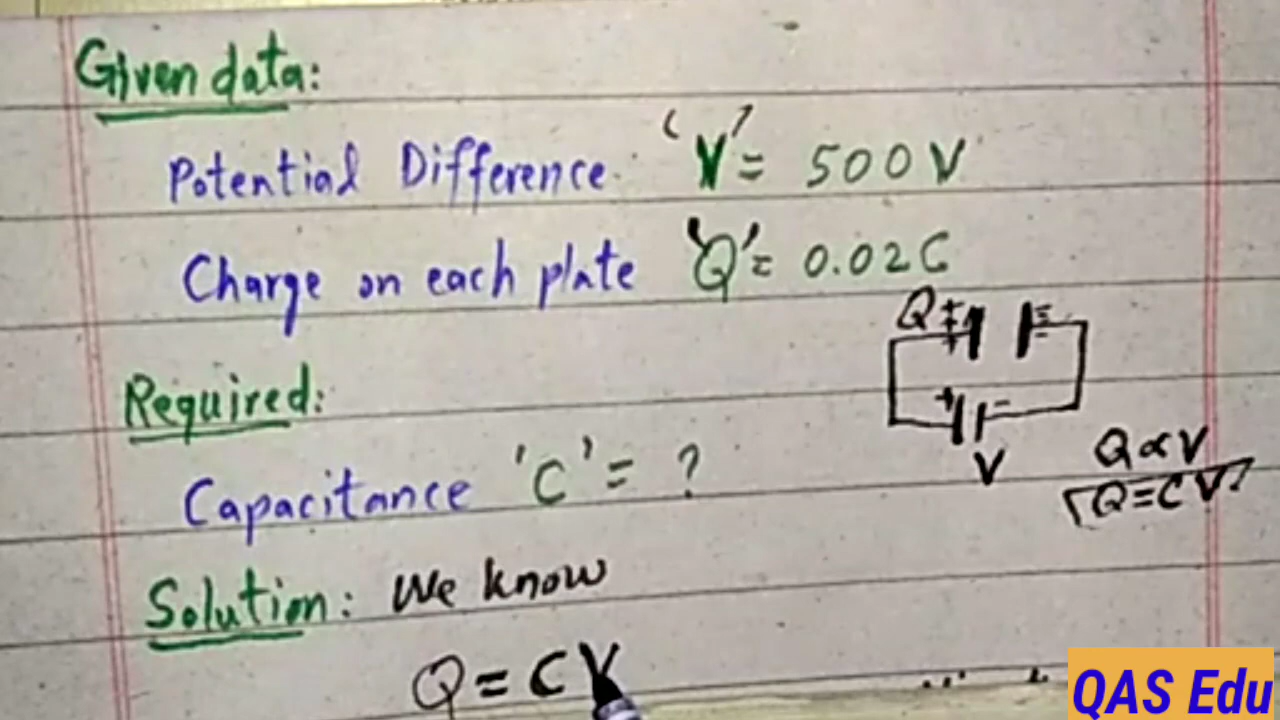 Given data:
Potential Difference 'V' = 500V
Charge on each plate 'Q' = 0.02C
Q
+ -
V
Q ∝ V
Q = CV
Required:
Capacitance 'C' = ?
Solution: We know
Q = CV
QAS Edu